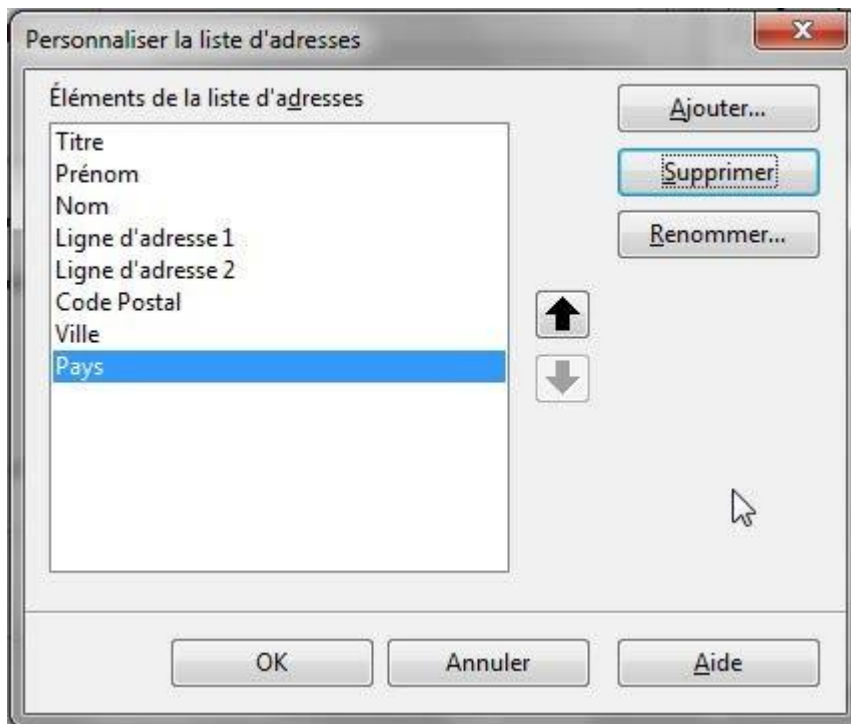 Personnaliser la liste d'adresses
Éléments de la liste d'adresses
Titre
Prénom
Nom
Ligne d'adresse 1
Ligne d'adresse 2
Code Postal
Ville
Pays
Ajouter...
Supprimer
Renommer...
OK
Annuler
Aide